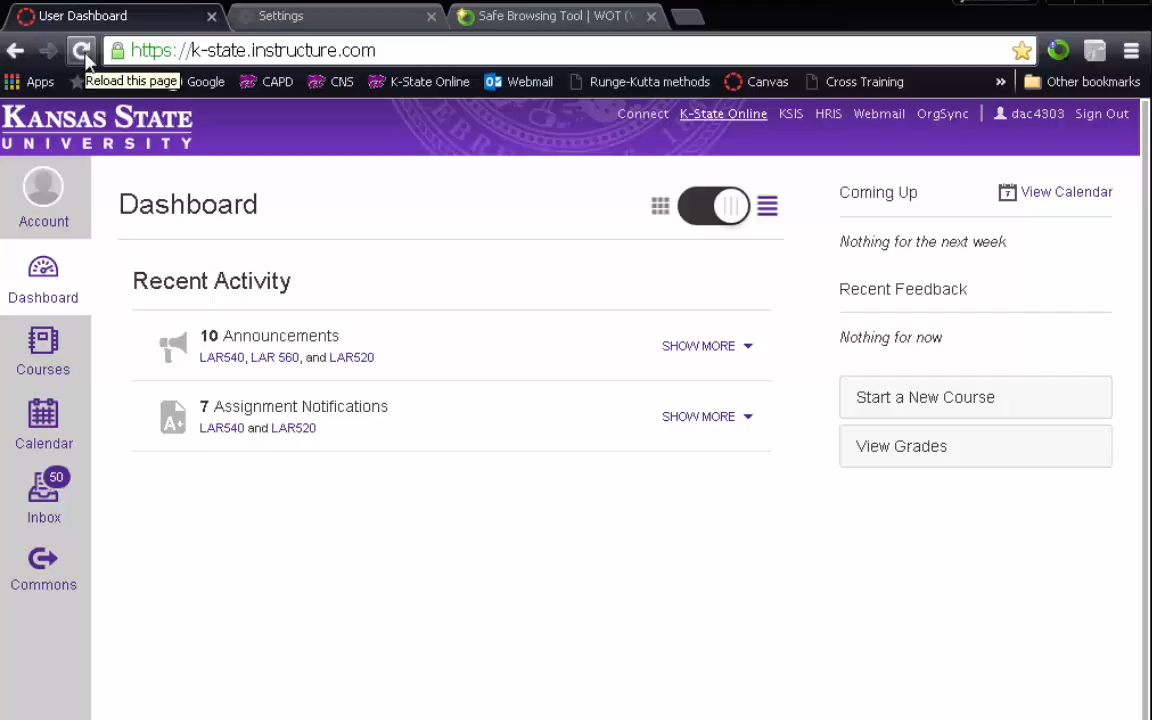 User Dashboard
Settings
Safe Browsing Tool | WOT (
https://k-state.instructure.com
Apps
Reload this page
Google
CAPD
CNS
K-State Online
Webmail
Runge-Kutta methods
Canvas
Cross Training
»
Other bookmarks
KANSAS STATE
UNIVERSITY
Connect
K-State Online
KSIS
HRIS
Webmail
OrgSync
dac4303
Sign Out
Account
Dashboard
Courses
Calendar
50
Inbox
Commons
Dashboard
Recent Activity
10 Announcements
LAR540, LAR 560, and LAR520
SHOW MORE
7 Assignment Notifications
LAR540 and LAR520
SHOW MORE
A+
Coming Up
7
View Calendar
Nothing for the next week
Recent Feedback
Nothing for now
Start a New Course
View Grades